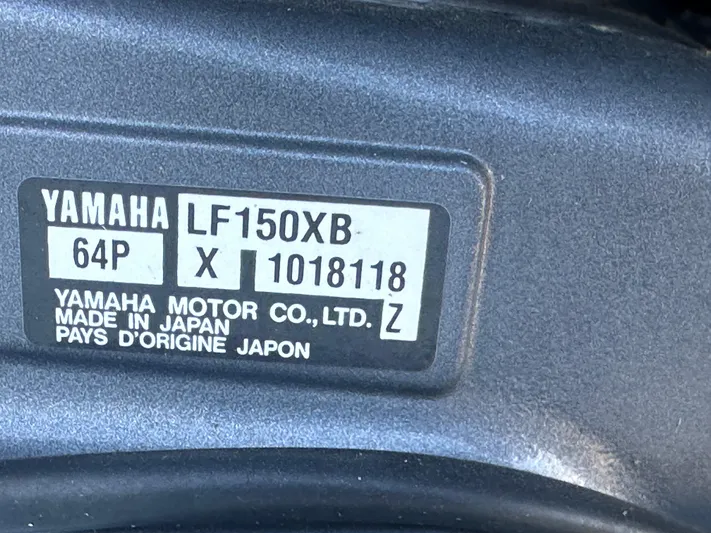 YAMAHA LF150XB
64P X 1018118
YAMAHA MOTOR CO., LTD. Z
MADE IN JAPAN
PAYS D'ORIGINE JAPON